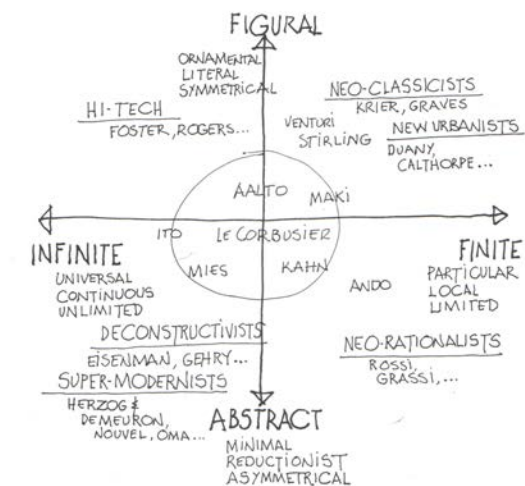 FIGURAL
ORNAMENTAL
LITERAL
SYMMETRICAL
HI-TECH
FOSTER, ROGERS...
NEO-CLASSICISTS
KRIER, GRAVES
VENTURI
STIRLING
NEW URBANISTS
DUANY,
CALTHORPE...
AALTO
MAKI
ITO
LE CORBUSIER
MIES
KAHN
ANDO
INFINITE
UNIVERSAL
CONTINUOUS
UNLIMITED
FINITE
PARTICULAR
LOCAL
LIMITED
DECONSTRUCTIVISTS
EISENMAN, GEHRY...
SUPER-MODERNISTS
HERZOG &
DEMEURON,
NOUVEL, OMA...
NEO-RATIONALISTS
ROSSI,
GRASSI,...
ABSTRACT
MINIMAL
REDUCTIONIST
ASYMMETRICAL